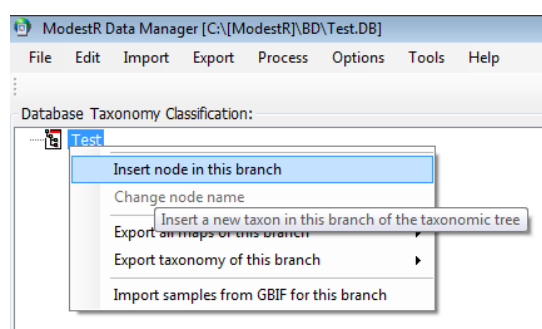 ModestR Data Manager [C:\[ModestR]\BD\Test.DB]
File Edit Import Export Process Options Tools Help
Database Taxonomy Classification:
Test
Insert node in this branch
Change node name
Insert a new taxon in this branch of the taxonomic tree
Export all maps of this branch
Export taxonomy of this branch
Import samples from GBIF for this branch